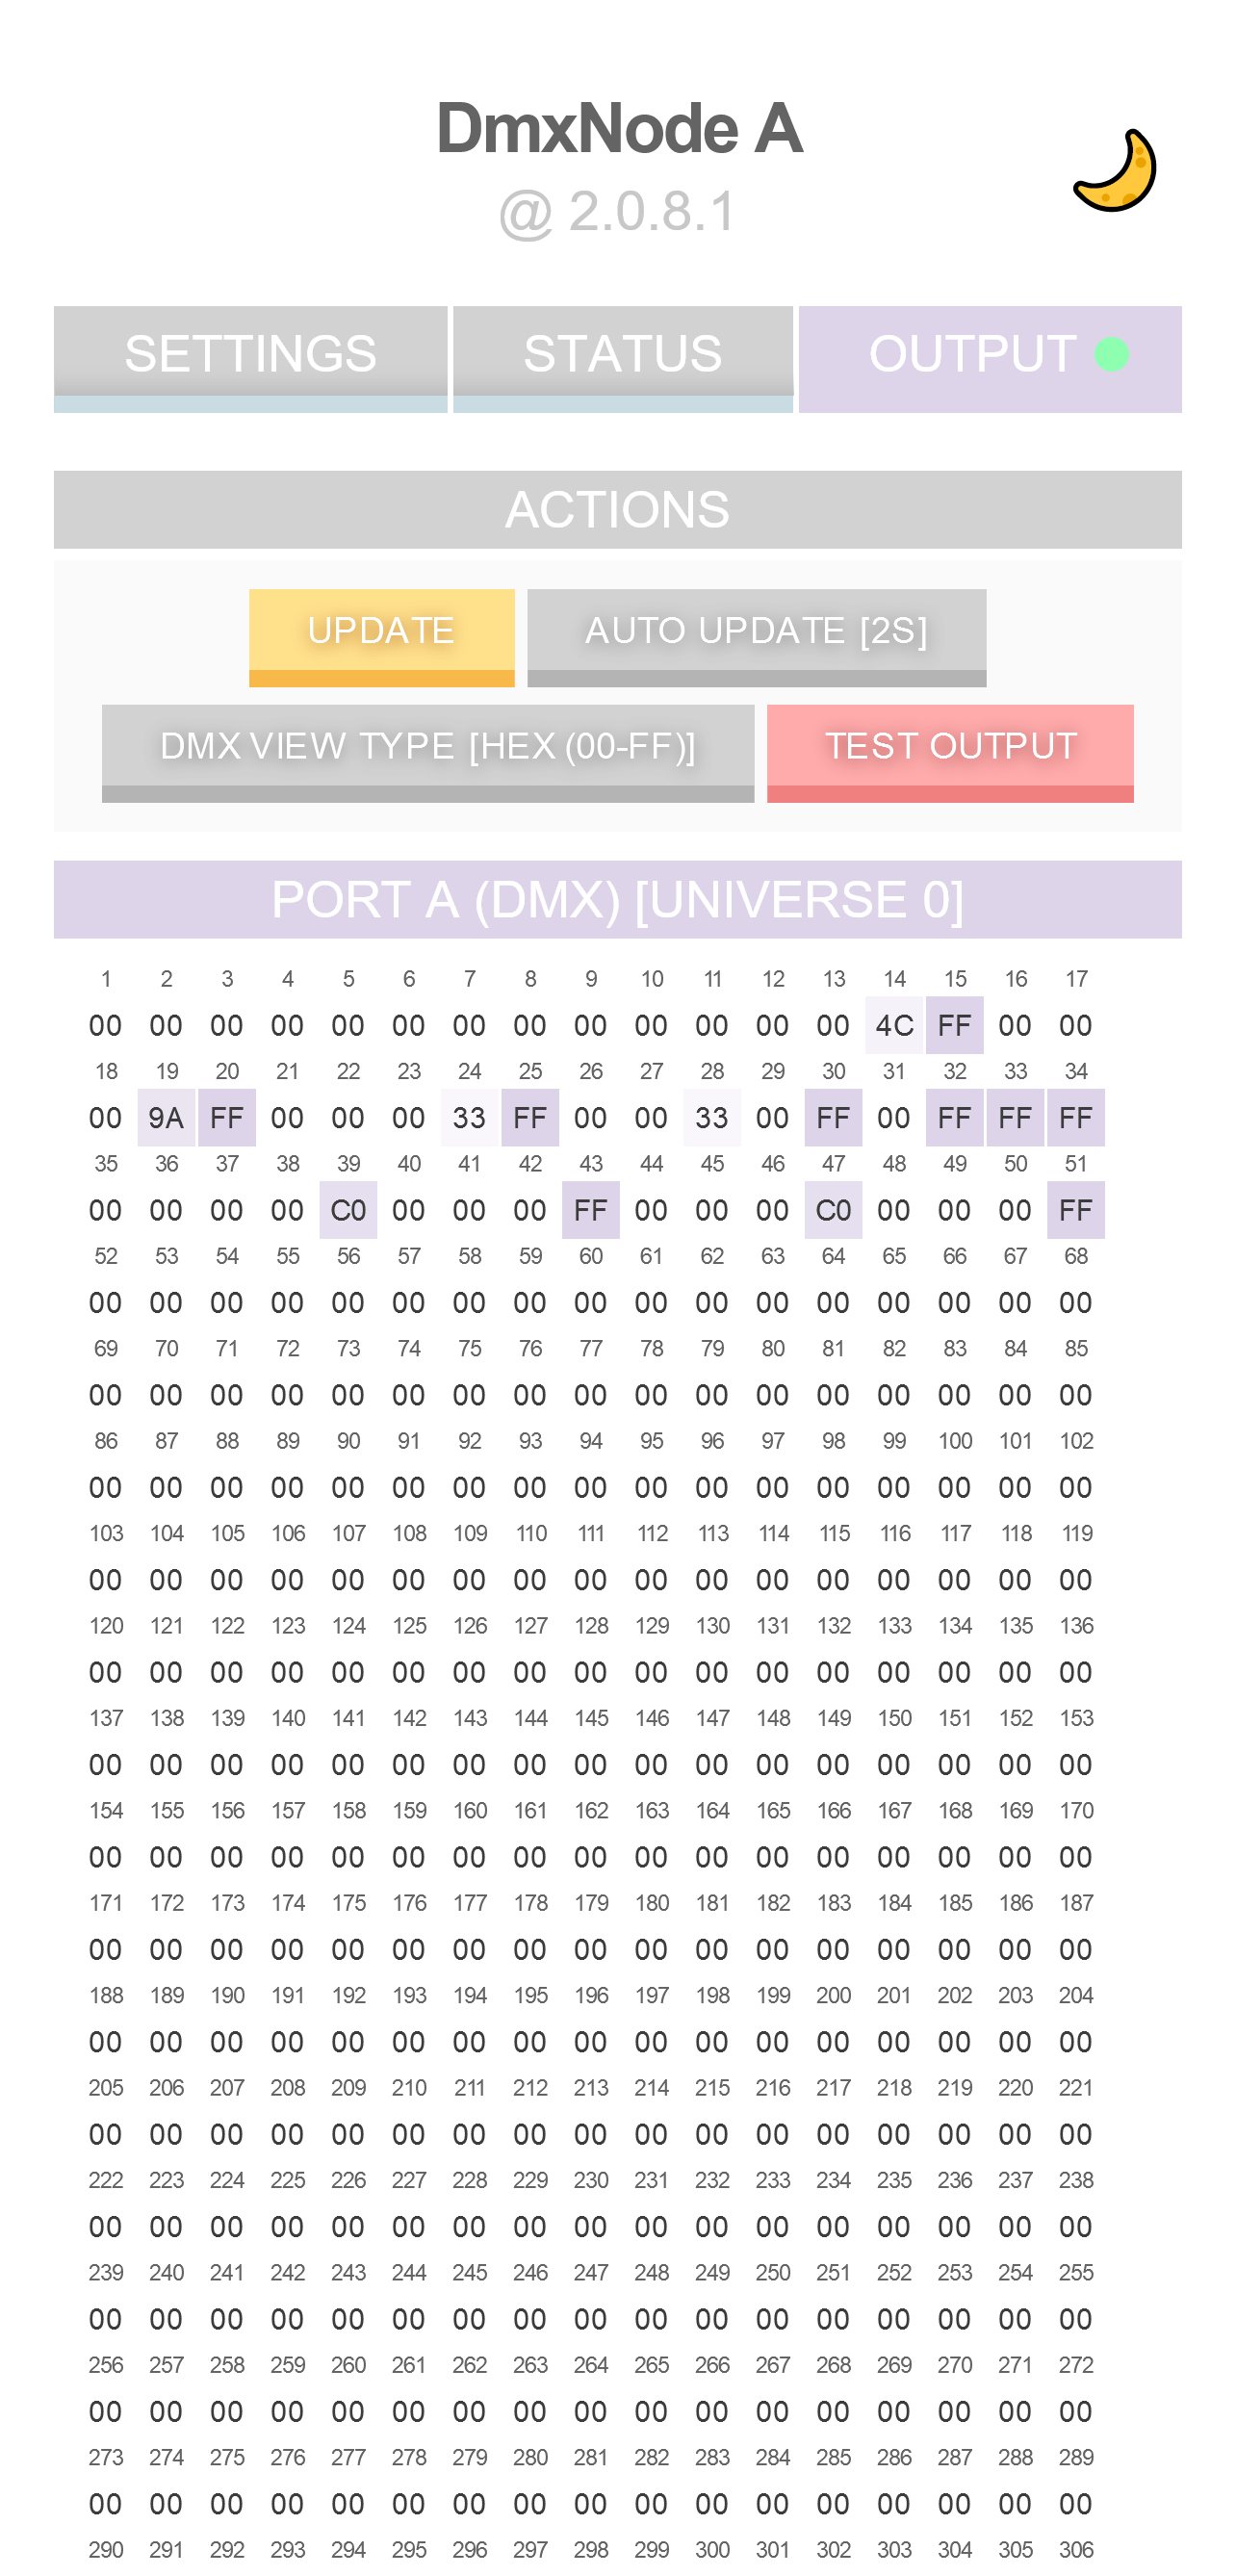 DmxNode A
@ 2.0.8.1
SETTINGS STATUS OUTPUT
ACTIONS
UPDATE AUTO UPDATE [2S]
DMX VIEW TYPE [HEX (00-FF)] TEST OUTPUT
PORT A (DMX) [UNIVERSE 0]
1 2 3 4 5 6 7 8 9 10 11 12 13 14 15 16 17
00 00 00 00 00 00 00 00 00 00 00 00 00 4C FF 00 00
18 19 20 21 22 23 24 25 26 27 28 29 30 31 32 33 34
00 9A FF 00 00 00 33 FF 00 00 33 00 FF 00 FF FF FF
35 36 37 38 39 40 41 42 43 44 45 46 47 48 49 50 51
00 00 00 00 C0 00 00 00 FF 00 00 00 C0 00 00 00 FF
52 53 54 55 56 57 58 59 60 61 62 63 64 65 66 67 68
00 00 00 00 00 00 00 00 00 00 00 00 00 00 00 00 00
69 70 71 72 73 74 75 76 77 78 79 80 81 82 83 84 85
00 00 00 00 00 00 00 00 00 00 00 00 00 00 00 00 00
86 87 88 89 90 91 92 93 94 95 96 97 98 99 100 101 102
00 00 00 00 00 00 00 00 00 00 00 00 00 00 00 00 00
103 104 105 106 107 108 109 110 111 112 113 114 115 116 117 118 119
00 00 00 00 00 00 00 00 00 00 00 00 00 00 00 00 00
120 121 122 123 124 125 126 127 128 129 130 131 132 133 134 135 136
00 00 00 00 00 00 00 00 00 00 00 00 00 00 00 00 00
137 138 139 140 141 142 143 144 145 146 147 148 149 150 151 152 153
00 00 00 00 00 00 00 00 00 00 00 00 00 00 00 00 00
154 155 156 157 158 159 160 161 162 163 164 165 166 167 168 169 170
00 00 00 00 00 00 00 00 00 00 00 00 00 00 00 00 00
171 172 173 174 175 176 177 178 179 180 181 182 183 184 185 186 187
00 00 00 00 00 00 00 00 00 00 00 00 00 00 00 00 00
188 189 190 191 192 193 194 195 196 197 198 199 200 201 202 203 204
00 00 00 00 00 00 00 00 00 00 00 00 00 00 00 00 00
205 206 207 208 209 210 211 212 213 214 215 216 217 218 219 220 221
00 00 00 00 00 00 00 00 00 00 00 00 00 00 00 00 00
222 223 224 225 226 227 228 229 230 231 232 233 234 235 236 237 238
00 00 00 00 00 00 00 00 00 00 00 00 00 00 00 00 00
239 240 241 242 243 244 245 246 247 248 249 250 251 252 253 254 255
00 00 00 00 00 00 00 00 00 00 00 00 00 00 00 00 00
256 257 258 259 260 261 262 263 264 265 266 267 268 269 270 271 272
00 00 00 00 00 00 00 00 00 00 00 00 00 00 00 00 00
273 274 275 276 277 278 279 280 281 282 283 284 285 286 287 288 289
00 00 00 00 00 00 00 00 00 00 00 00 00 00 00 00 00
290 291 292 293 294 295 296 297 298 299 300 301 302 303 304 305 306